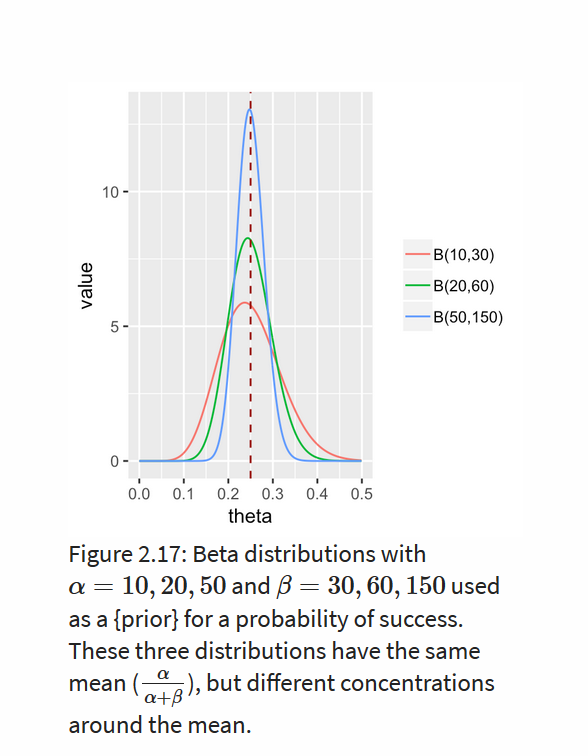 10
5
0
value
0.0 0.1 0.2 0.3 0.4 0.5
theta
B(10,30)
B(20,60)
B(50,150)
Figure 2.17: Beta distributions with
α = 10, 20, 50 and β = 30, 60, 150 used
as a {prior} for a probability of success.
These three distributions have the same
mean (α/(α+β)), but different concentrations
around the mean.